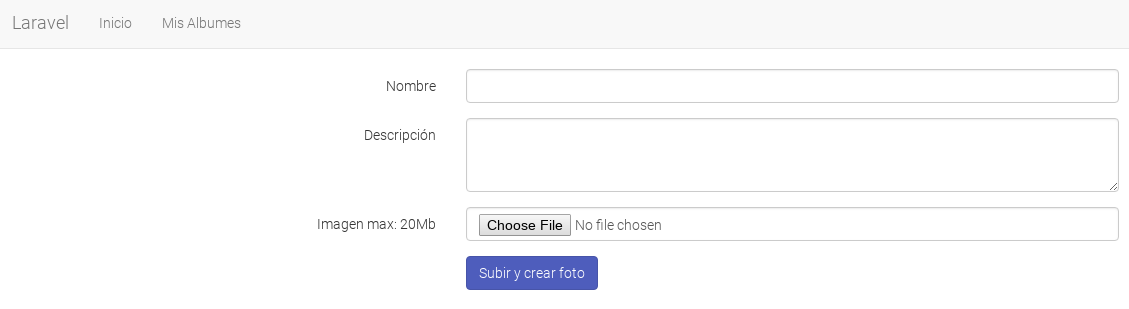 Laravel Inicio Mis Albumes
Nombre
Descripción
Imagen max: 20Mb Choose File No file chosen
Subir y crear foto